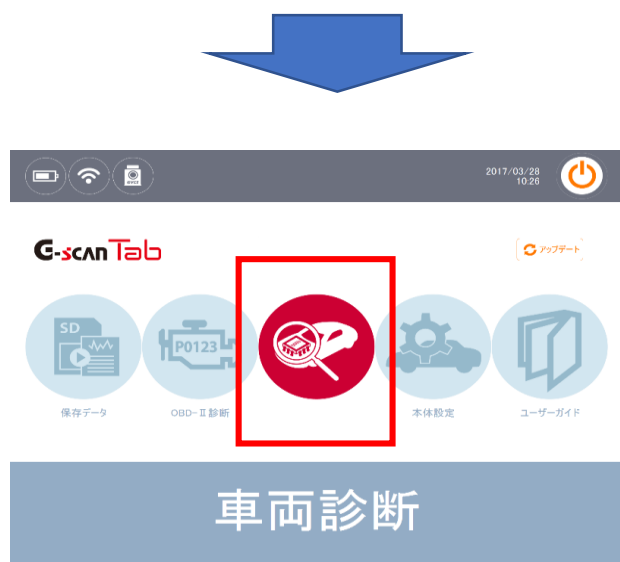 2017/03/28
10:26
G-scan Tab
アップデート
SD
P0123
保存データ
OBD-Ⅱ診断
本体設定
ユーザーガイド
車両診断